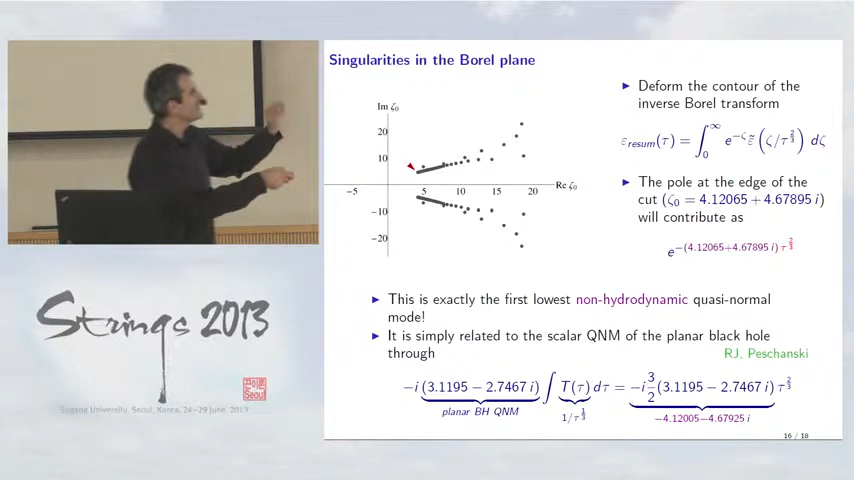 Singularities in the Borel plane
Im ζ₀
20
10
−5
5
10
15
20
Re ζ₀
−10
−20
Deform the contour of the
inverse Borel transform
ε_resum(τ) = ∫₀^∞ e^{−ζ} ε̃ (ζ/τ^{2/3}) dζ
The pole at the edge of the
cut (ζ₀ = 4.12065 + 4.67895 i)
will contribute as
e^{−(4.12065+4.67895 i) τ^{2/3}}
This is exactly the first lowest non-hydrodynamic quasi-normal
mode!
It is simply related to the scalar QNM of the planar black hole
through
RJ, Peschanski
−i (3.1195 − 2.7467 i) ∫ T(τ) dτ = −i 3/2 (3.1195 − 2.7467 i) τ^{2/3}
planar BH QNM
1/τ^{1/3}
−4.12005−4.67925 i
16 / 18
Strings 2013
Seoul
Sogang University, Seoul, Korea, 24-29 June, 2013